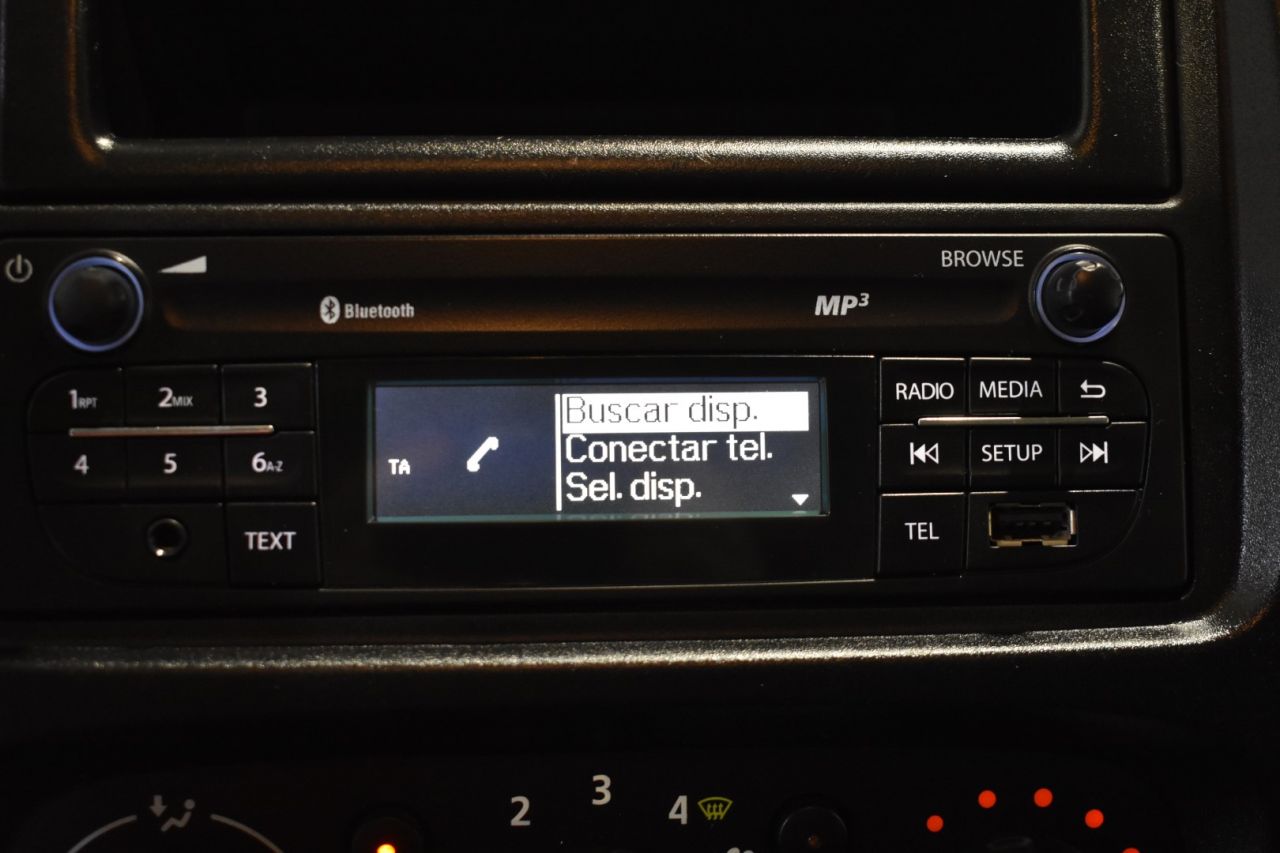 BROWSE
Bluetooth
MP3
1RPT
2MIX
3
4
5
6A-Z
TEXT
TA
Buscar disp.
Conectar tel.
Sel. disp.
RADIO
MEDIA
SETUP
TEL
2
3
4